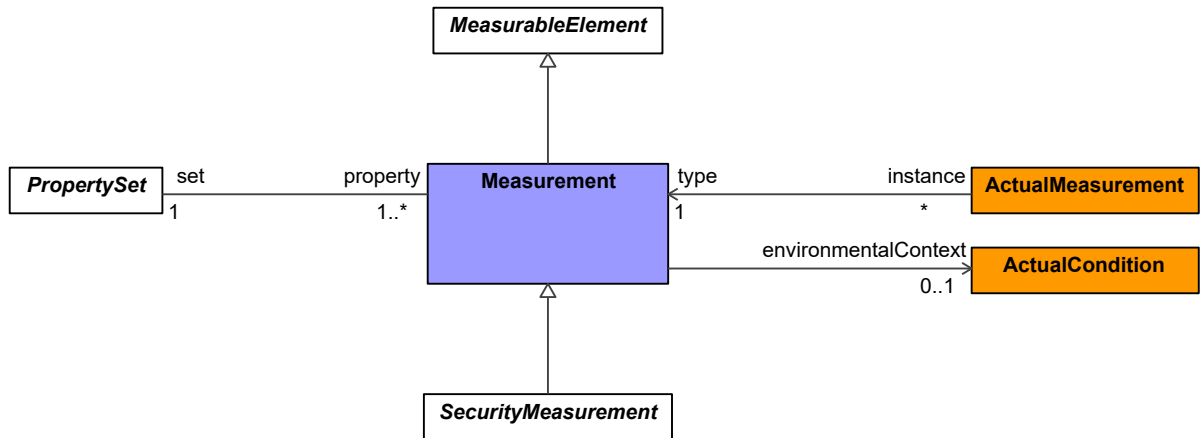 MeasurableElement
PropertySet
set
1
property
1..*
Measurement
type
1
instance
*
ActualMeasurement
environmentalContext
0..1
ActualCondition
SecurityMeasurement